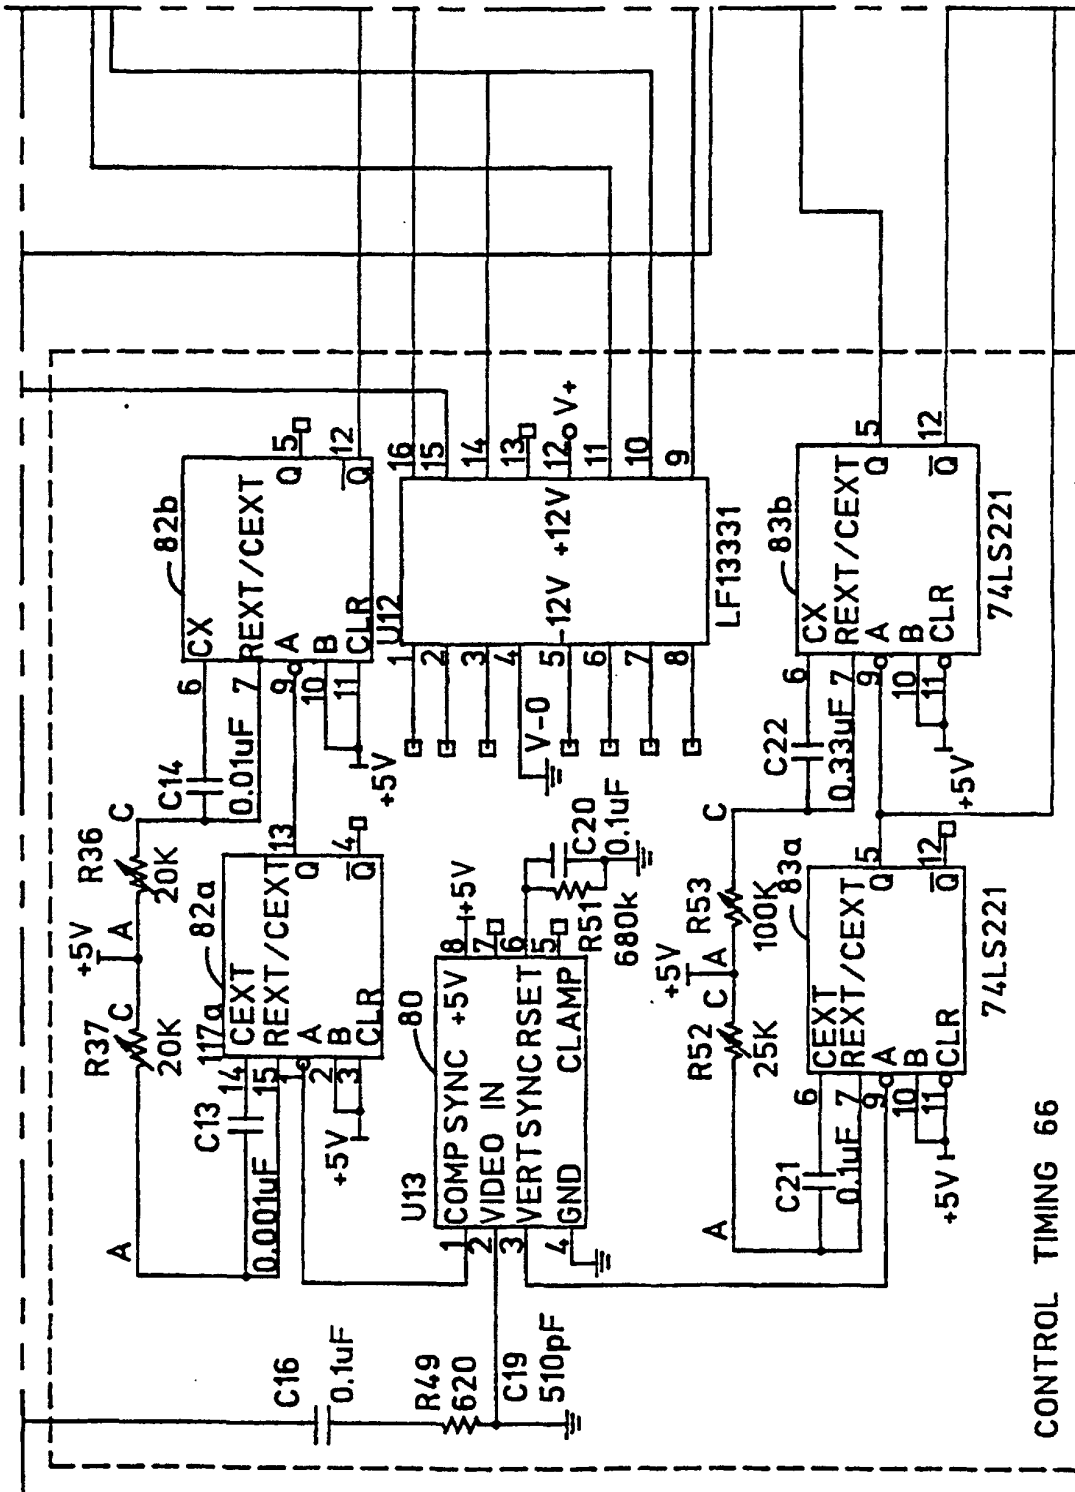 R37
20K
C
+5V
A
R36
20K
C
A
C13
0.001uF
117a
82a
14
15
1
2
3
CEXT
REXT/CEXT
A
B
CLR
+5V
13
Q
4
Q̅
C14
0.01uF
82b
6
7
9
10
11
CX
REXT/CEXT
A
B
CLR
+5V
5
Q
12
Q̅
U12
1
2
3
4
5
6
7
8
V-0
-12V +12V
16
15
14
13
12
11
10
9
V+
LF13331
C16
0.1uF
R49
620
C19
510pF
U13
80
1
2
3
4
COMP SYNC +5V
VIDEO IN
VERT SYNC RSET
GND CLAMP
8
7
6
5
+5V
R51
680k
C20
0.1uF
R52
25K
C
+5V
A
R53
100K
C
A
C21
0.1uF
83a
6
7
9
10
11
CEXT
REXT/CEXT
A
B
CLR
+5V
5
Q
12
Q̅
74LS221
C22
0.33uF
83b
6
7
9
10
11
CX
REXT/CEXT
A
B
CLR
+5V
5
Q
12
Q̅
74LS221
CONTROL TIMING 66